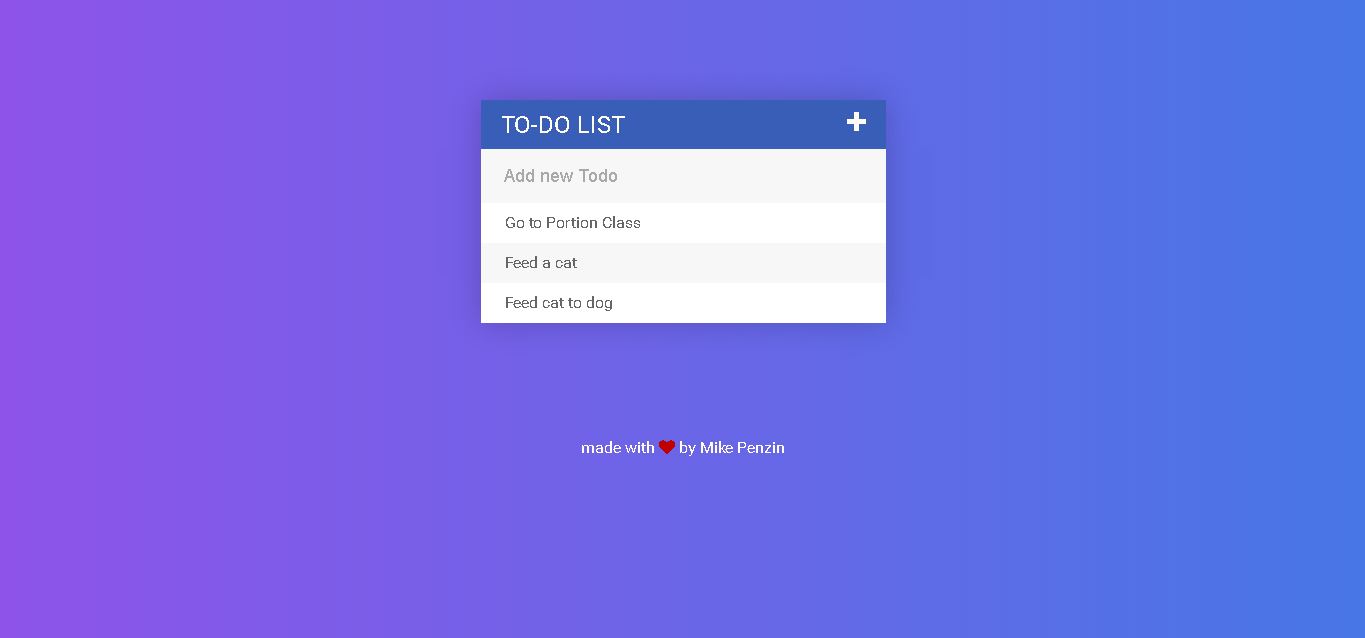 TO-DO LIST
Add new Todo
Go to Portion Class
Feed a cat
Feed cat to dog
made with ❤ by Mike Penzin